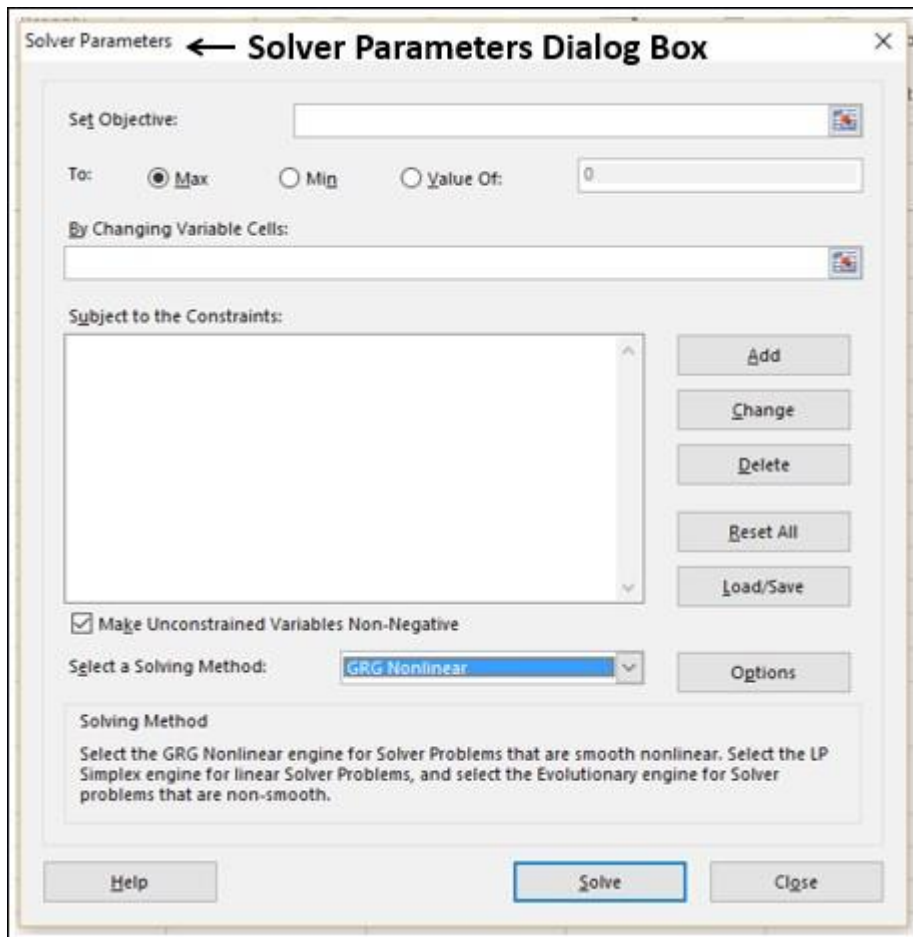 Solver Parameters ← Solver Parameters Dialog Box
Set Objective:
To: Max Min Value Of: 0
By Changing Variable Cells:
Subject to the Constraints:
Add
Change
Delete
Reset All
Load/Save
Make Unconstrained Variables Non-Negative
Select a Solving Method: GRG Nonlinear Options
Solving Method
Select the GRG Nonlinear engine for Solver Problems that are smooth nonlinear. Select the LP
Simplex engine for linear Solver Problems, and select the Evolutionary engine for Solver
problems that are non-smooth.
Help Solve Close